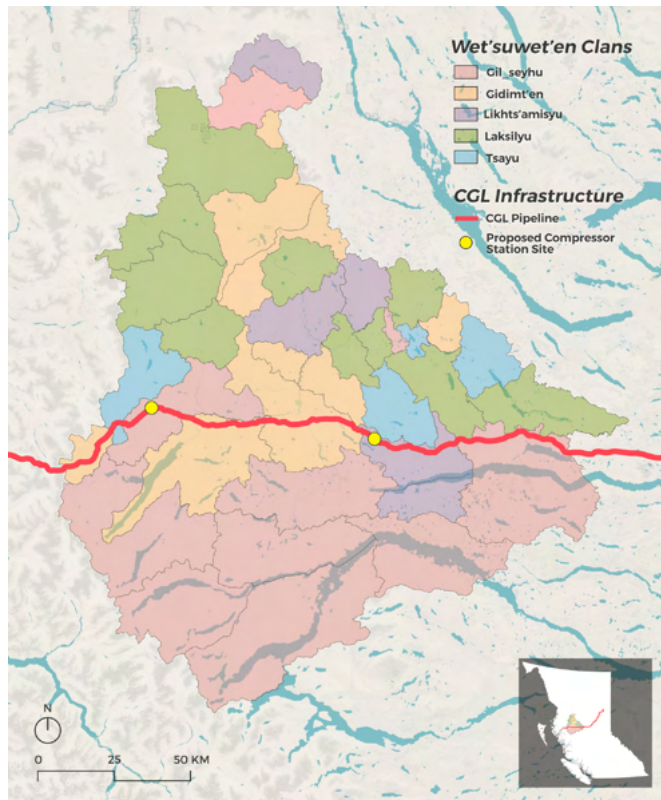 Wet'suwet'en Clans
Gil_seyhu
Gidimt'en
Likhts'amisyu
Laksilyu
Tsayu
CGL Infrastructure
CGL Pipeline
Proposed Compressor
Station Site
N
0 25 50 KM